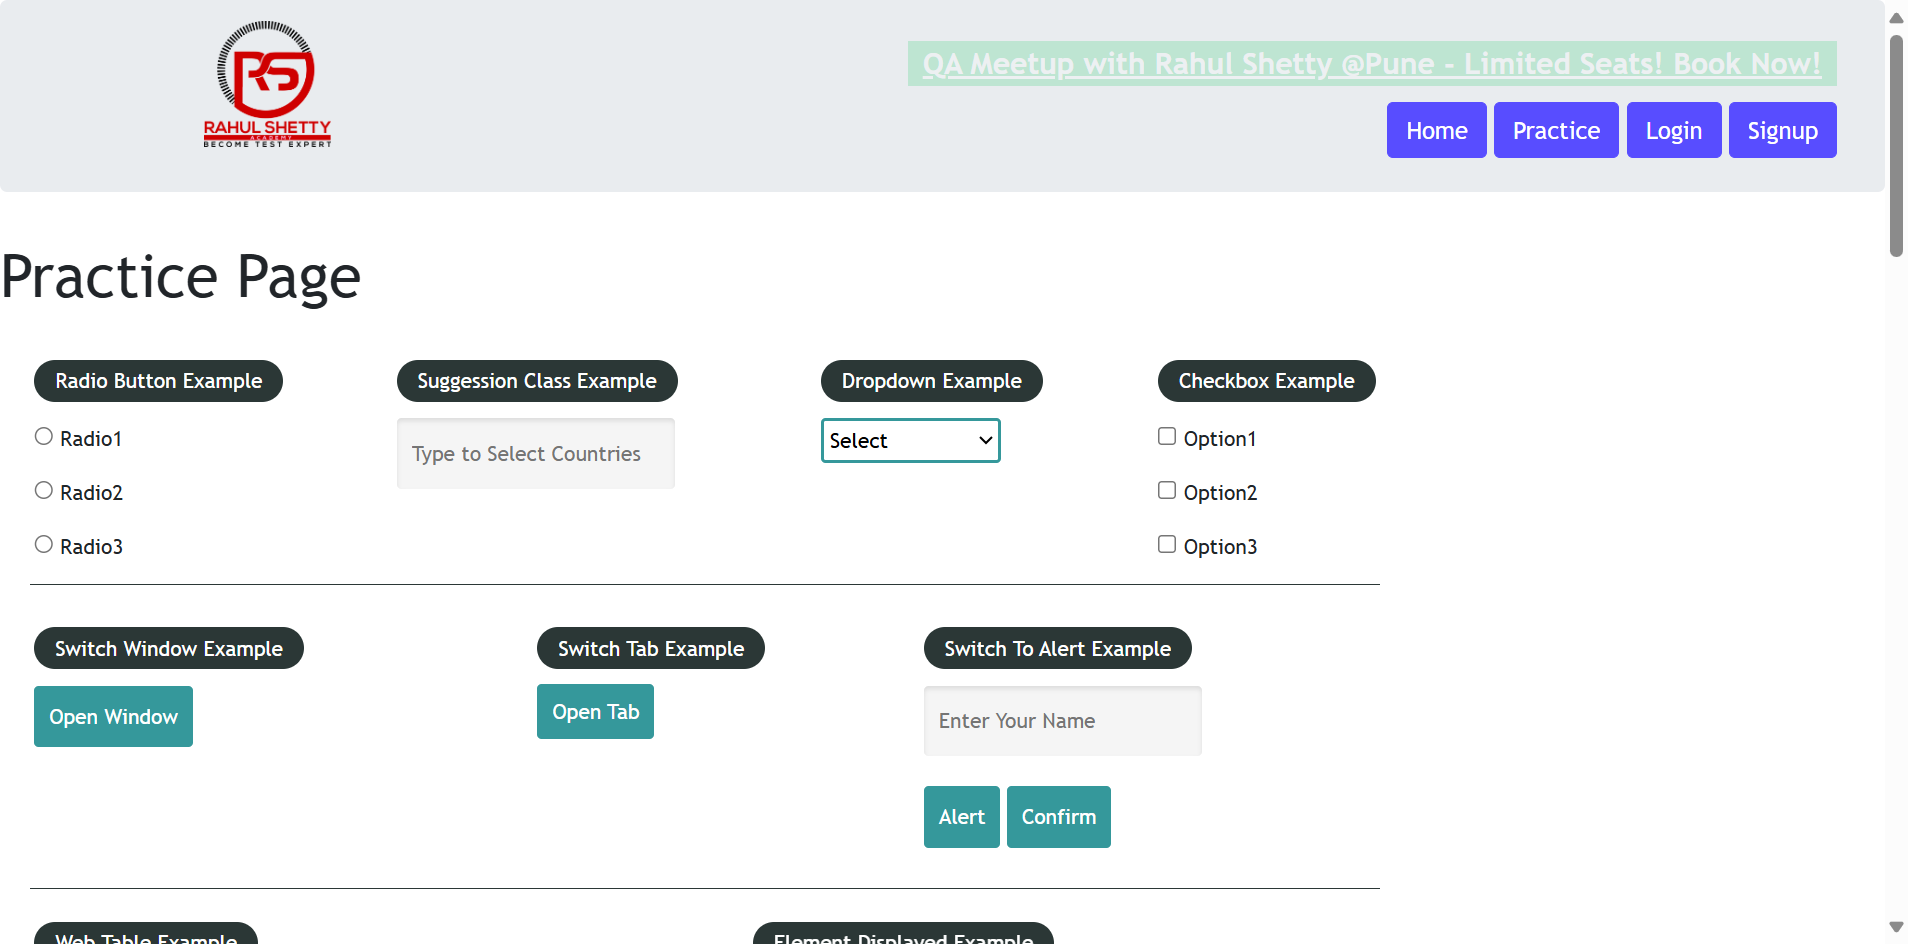 RS
RAHUL SHETTY
ACADEMY
BECOME TEST EXPERT
QA Meetup with Rahul Shetty @Pune - Limited Seats! Book Now!
Home Practice Login Signup
Practice Page
Radio Button Example Suggession Class Example Dropdown Example Checkbox Example
Radio1 Type to Select Countries Select Option1
Radio2 Option2
Radio3 Option3
Switch Window Example Switch Tab Example Switch To Alert Example
Open Window Open Tab Enter Your Name
Alert Confirm
Web Table Example Element Displayed Example